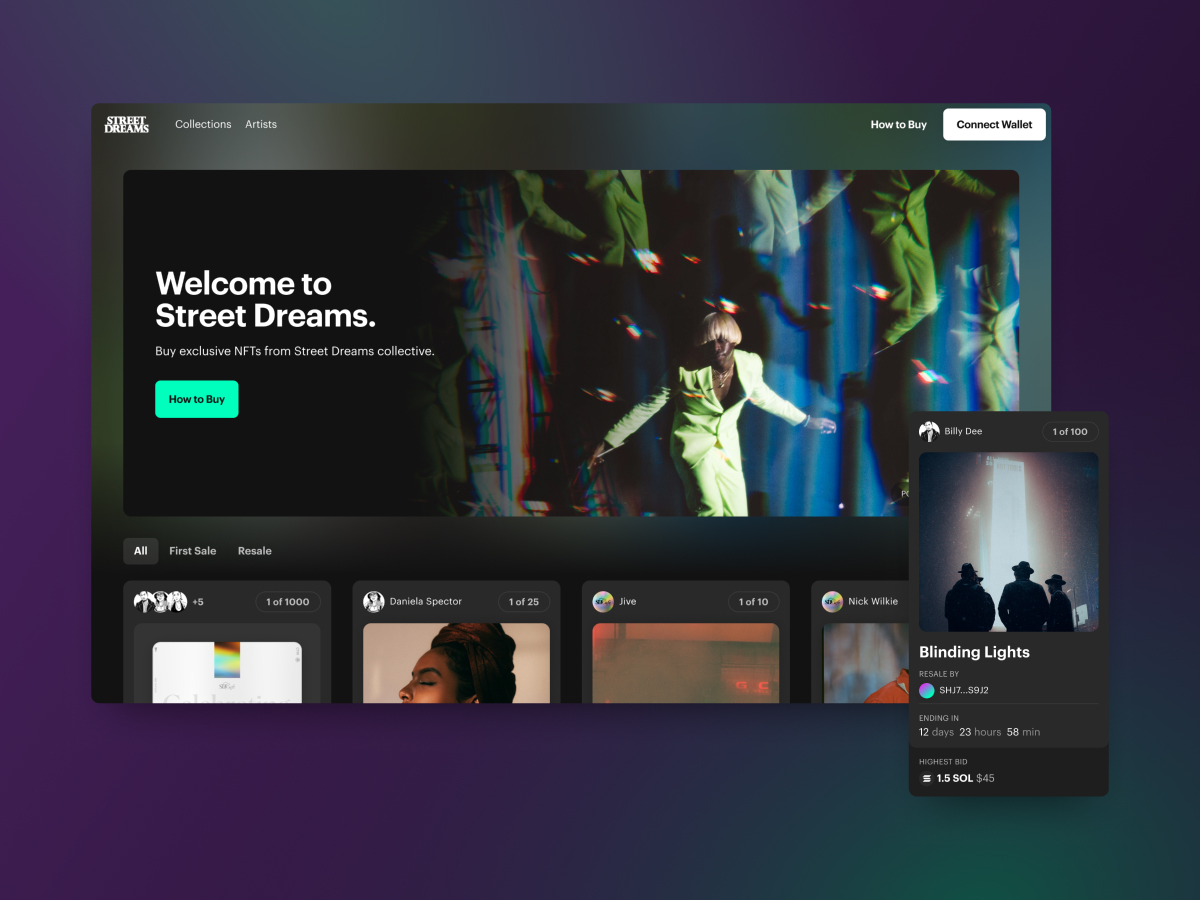 STREET
DREAMS
Collections
Artists
How to Buy
Connect Wallet
Welcome to
Street Dreams.
Buy exclusive NFTs from Street Dreams collective.
How to Buy
All
First Sale
Resale
+5
1 of 1000
Daniela Spector
1 of 25
Jive
1 of 10
Nick Wilkie
Billy Dee
1 of 100
Blinding Lights
RESALE BY
SHJ7...S9J2
ENDING IN
12 days 23 hours 58 min
HIGHEST BID
1.5 SOL $45